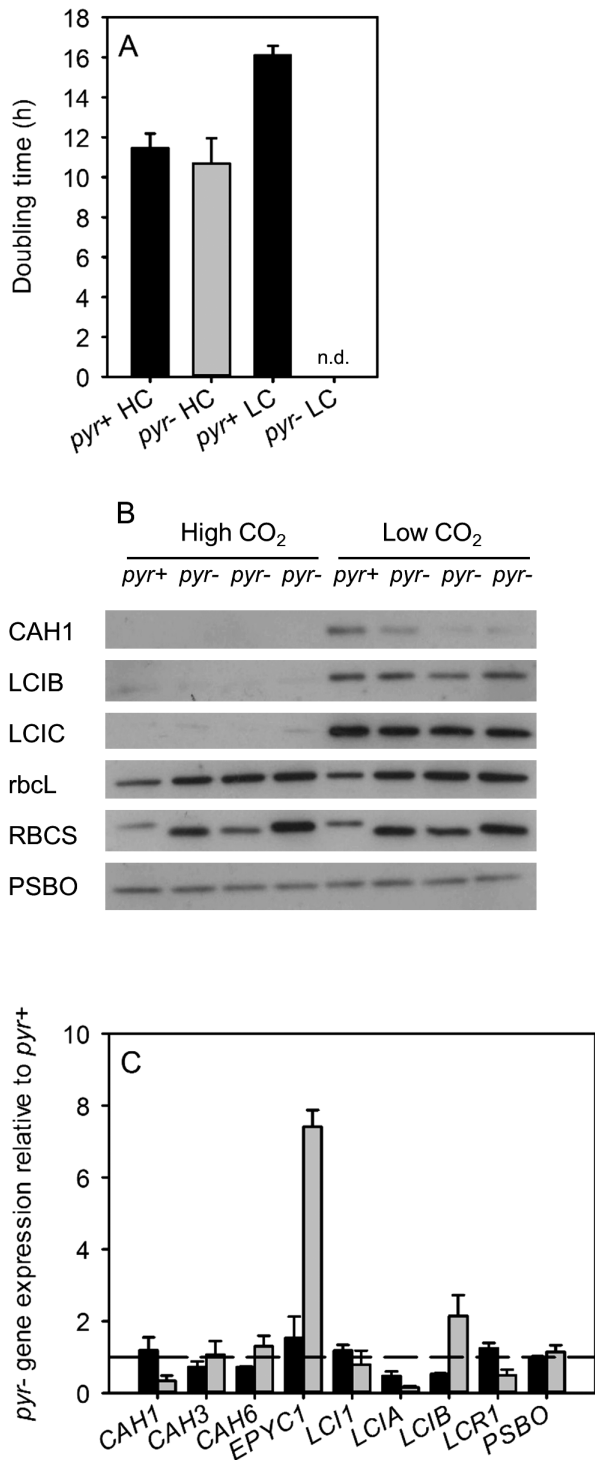 A
Doubling time (h)
18
16
14
12
10
8
6
4
2
0
n.d.
pyr+ HC
pyr- HC
pyr+ LC
pyr- LC
B
High CO₂ Low CO₂
pyr+ pyr- pyr- pyr- pyr+ pyr- pyr- pyr-
CAH1
LCIB
LCIC
rbcL
RBCS
PSBO
C
pyr- gene expression relative to pyr+
10
8
6
4
2
0
CAH1
CAH3
CAH6
EPYC1
LCI1
LCIA
LCIB
LCR1
PSBO